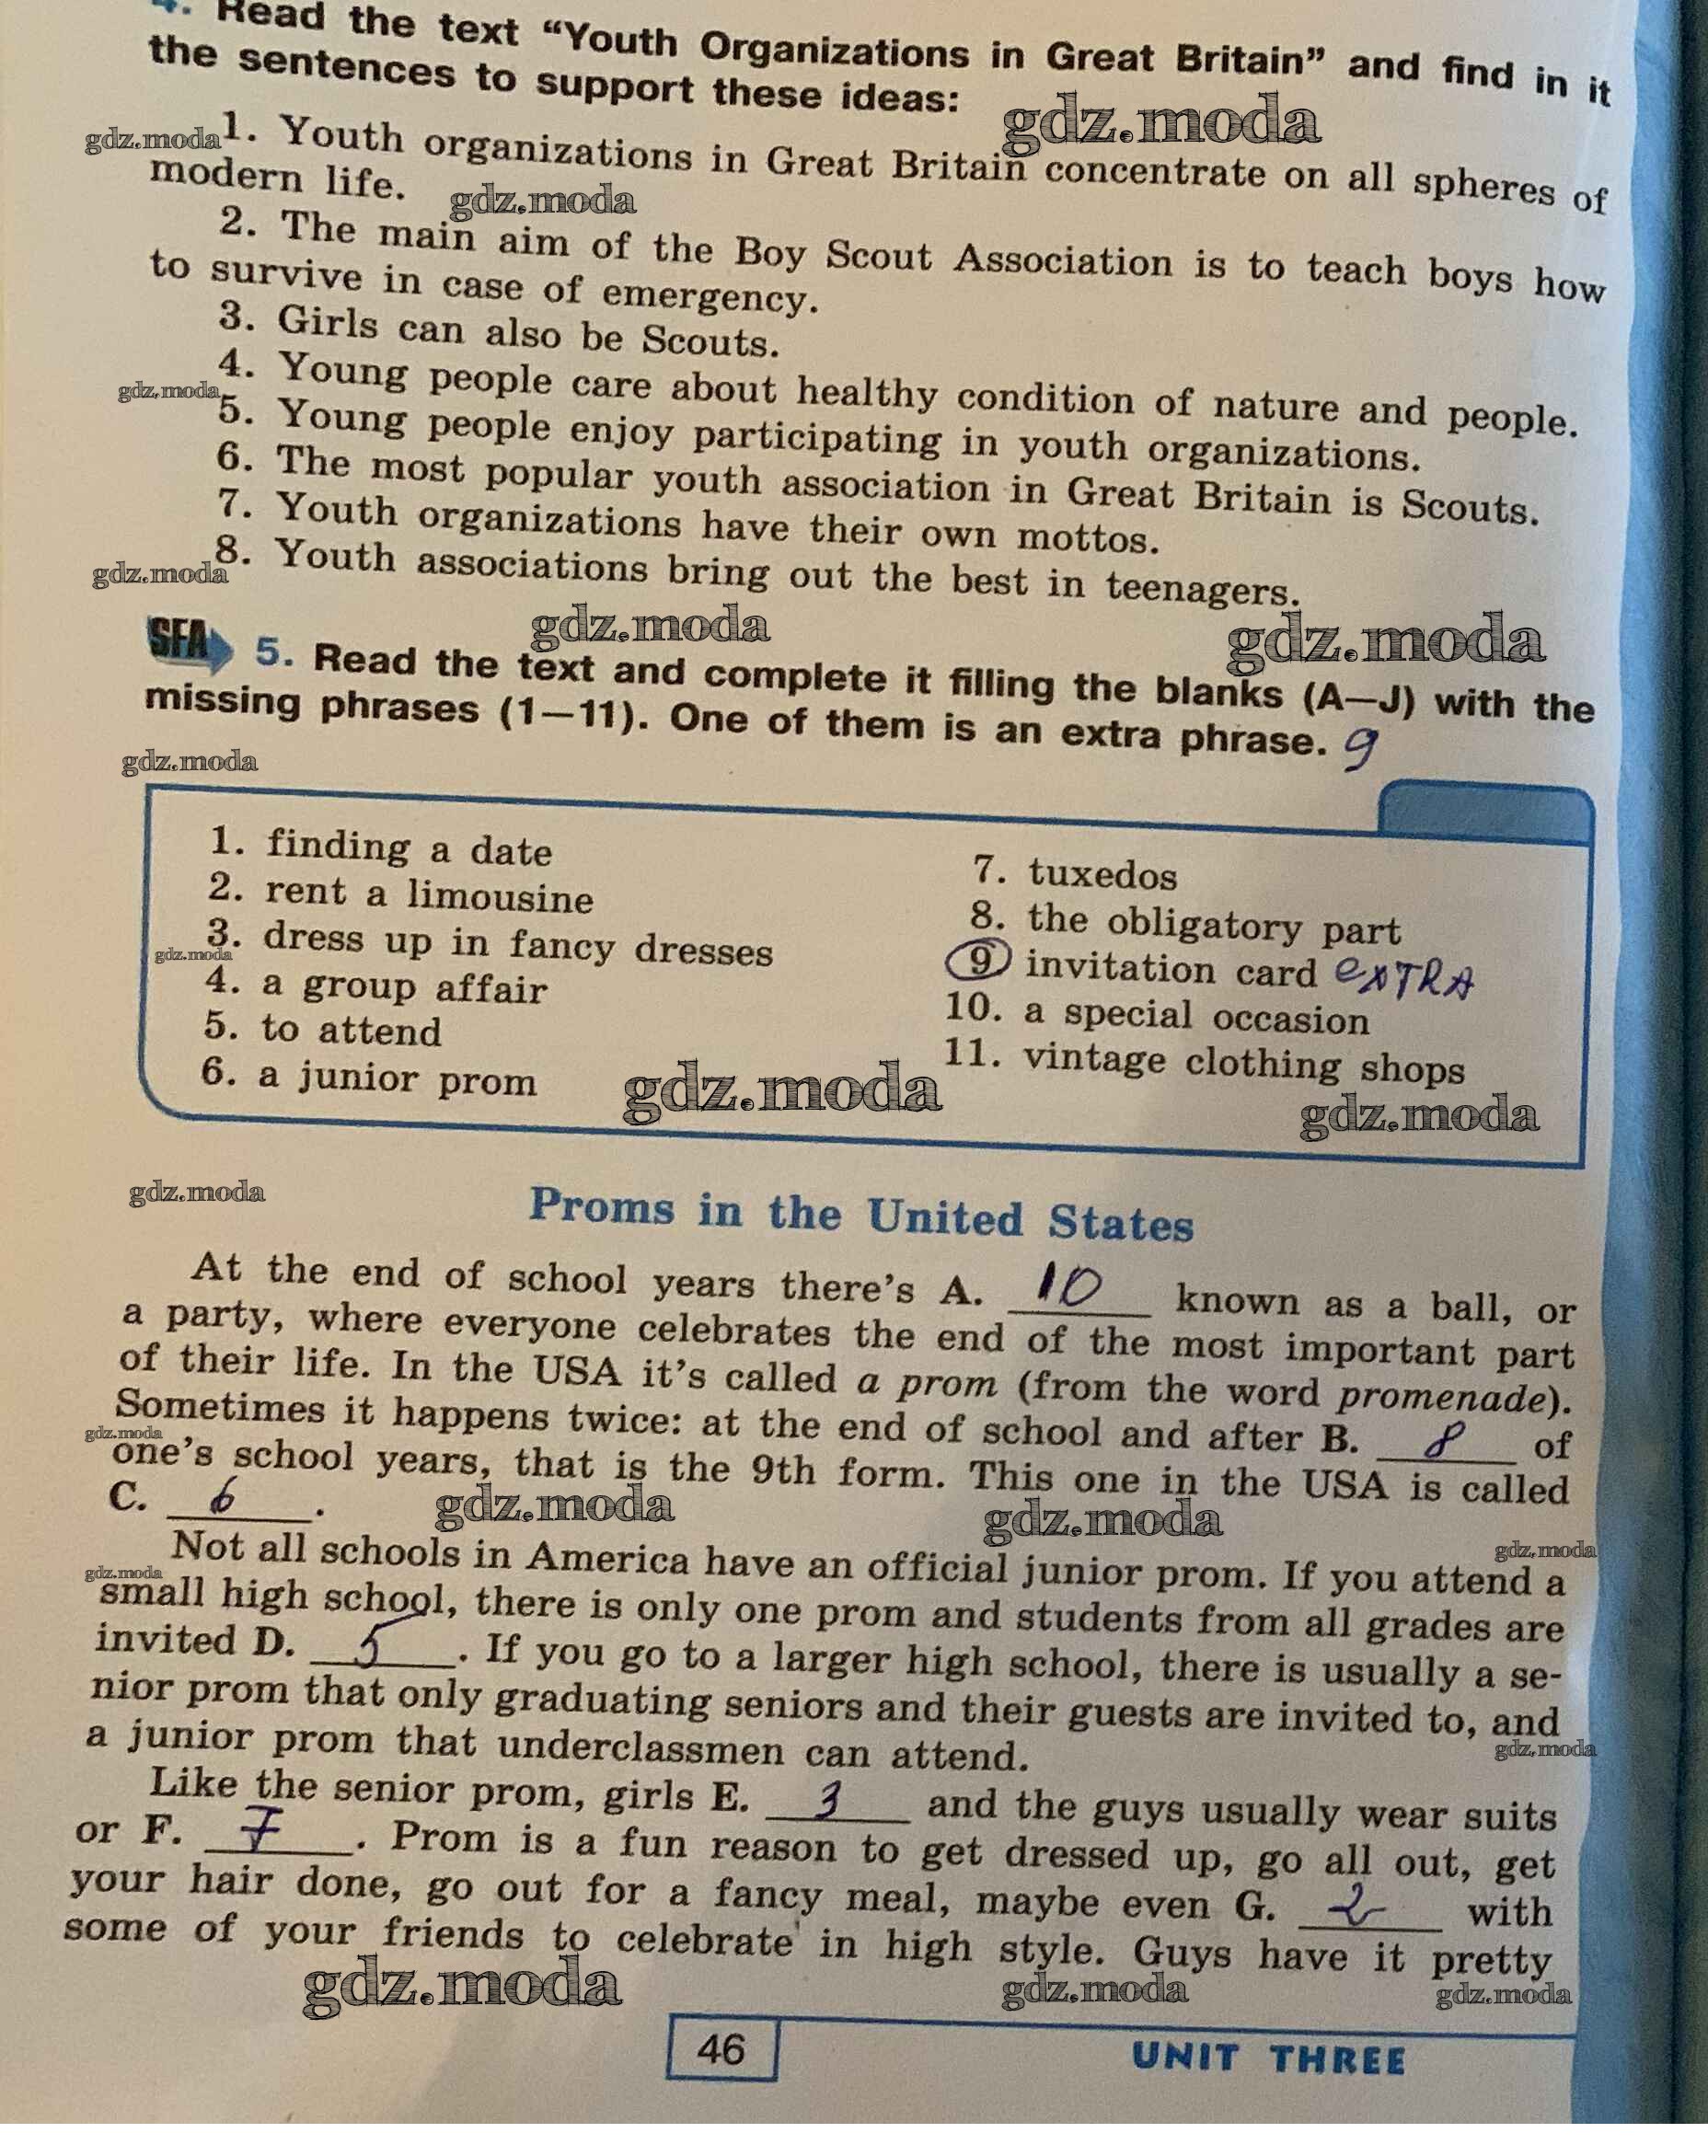 4. Read the text “Youth Organizations in Great Britain” and find in it
the sentences to support these ideas:
gdz.moda
gdz.moda 1. Youth organizations in Great Britain concentrate on all spheres of
modern life.
gdz.moda
2. The main aim of the Boy Scout Association is to teach boys how
to survive in case of emergency.
3. Girls can also be Scouts.
4. Young people care about healthy condition of nature and people.
gdz.moda
5. Young people enjoy participating in youth organizations.
6. The most popular youth association in Great Britain is Scouts.
7. Youth organizations have their own mottos.
gdz.moda 8. Youth associations bring out the best in teenagers.
gdz.moda
gdz.moda
SFA 5. Read the text and complete it filling the blanks (A—J) with the
missing phrases (1—11). One of them is an extra phrase. 9
gdz.moda
1. finding a date
2. rent a limousine
3. dress up in fancy dresses
gdz.moda
4. a group affair
5. to attend
6. a junior prom
7. tuxedos
8. the obligatory part
9 invitation card EXTRA
10. a special occasion
11. vintage clothing shops
gdz.moda
gdz.moda
gdz.moda
Proms in the United States
At the end of school years there’s A. 10 known as a ball, or
a party, where everyone celebrates the end of the most important part
of their life. In the USA it’s called a prom (from the word promenade).
Sometimes it happens twice: at the end of school and after B. 8 of
gdz.moda
one’s school years, that is the 9th form. This one in the USA is called
C. 6 .
gdz.moda
gdz.moda
gdz.moda
Not all schools in America have an official junior prom. If you attend a
gdz.moda
small high school, there is only one prom and students from all grades are
invited D. 5 . If you go to a larger high school, there is usually a se-
nior prom that only graduating seniors and their guests are invited to, and
a junior prom that underclassmen can attend.
gdz.moda
Like the senior prom, girls E. 3 and the guys usually wear suits
or F. 7 . Prom is a fun reason to get dressed up, go all out, get
your hair done, go out for a fancy meal, maybe even G. 2 with
some of your friends to celebrate in high style. Guys have it pretty
gdz.moda
gdz.moda
gdz.moda
46
UNIT THREE